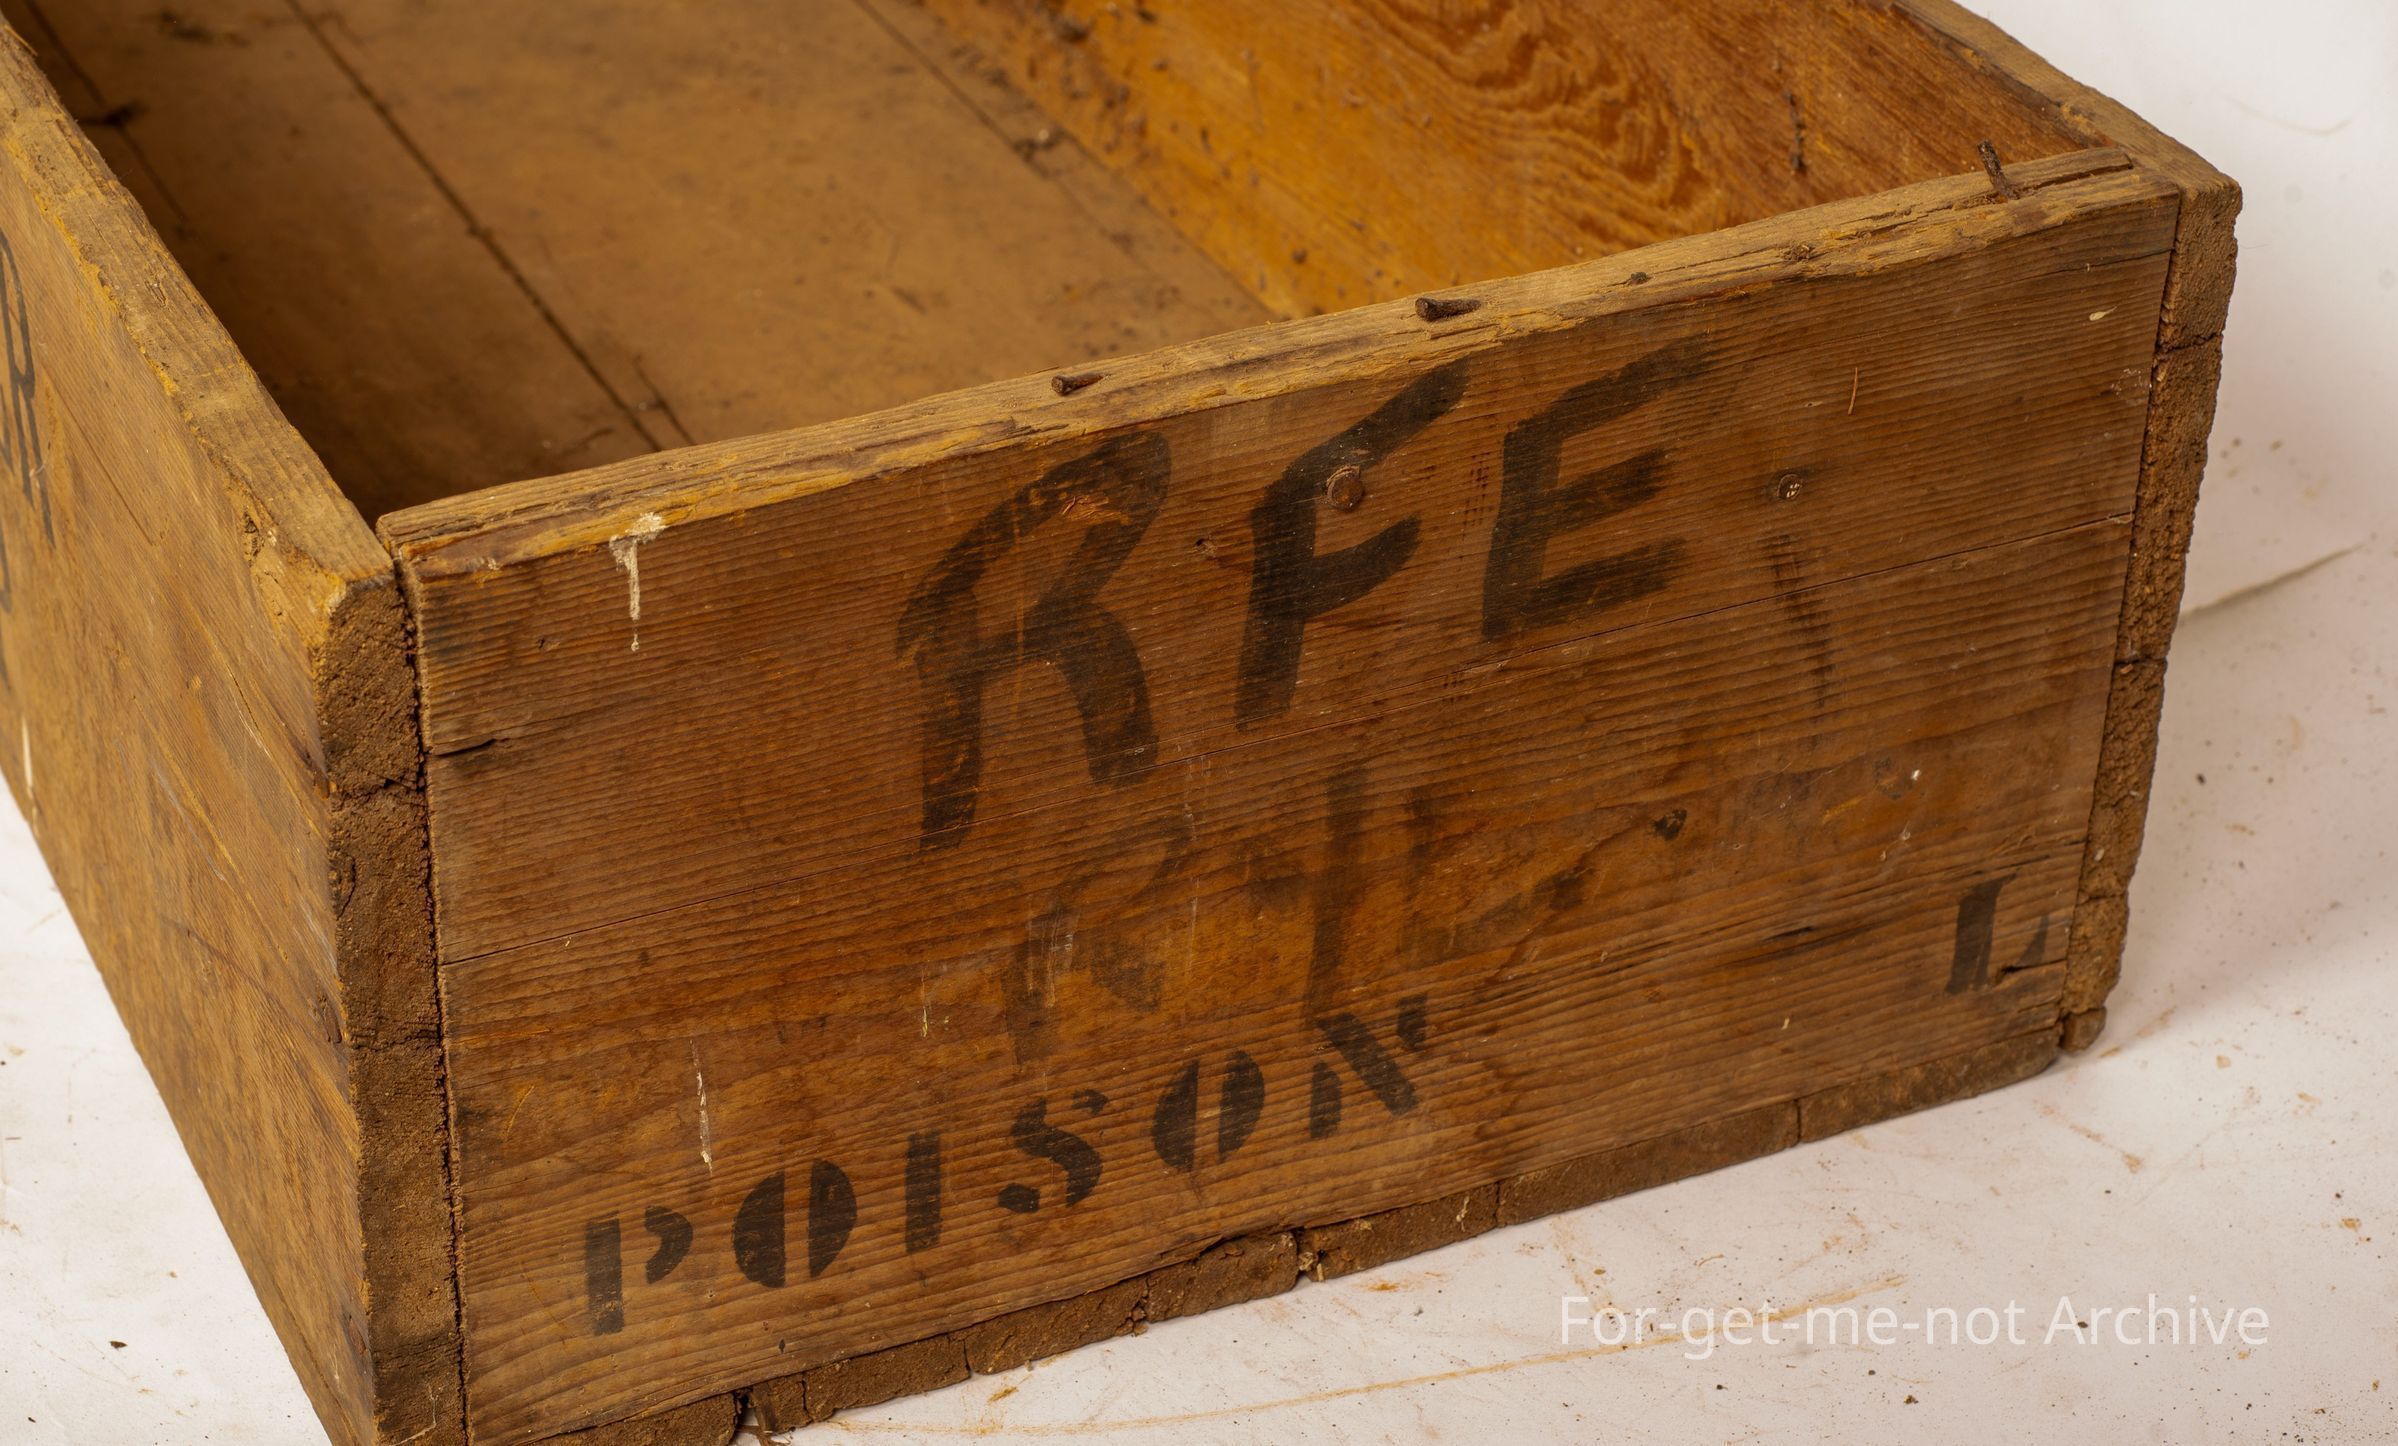 RFE
L
POISON
For-get-me-not Archive